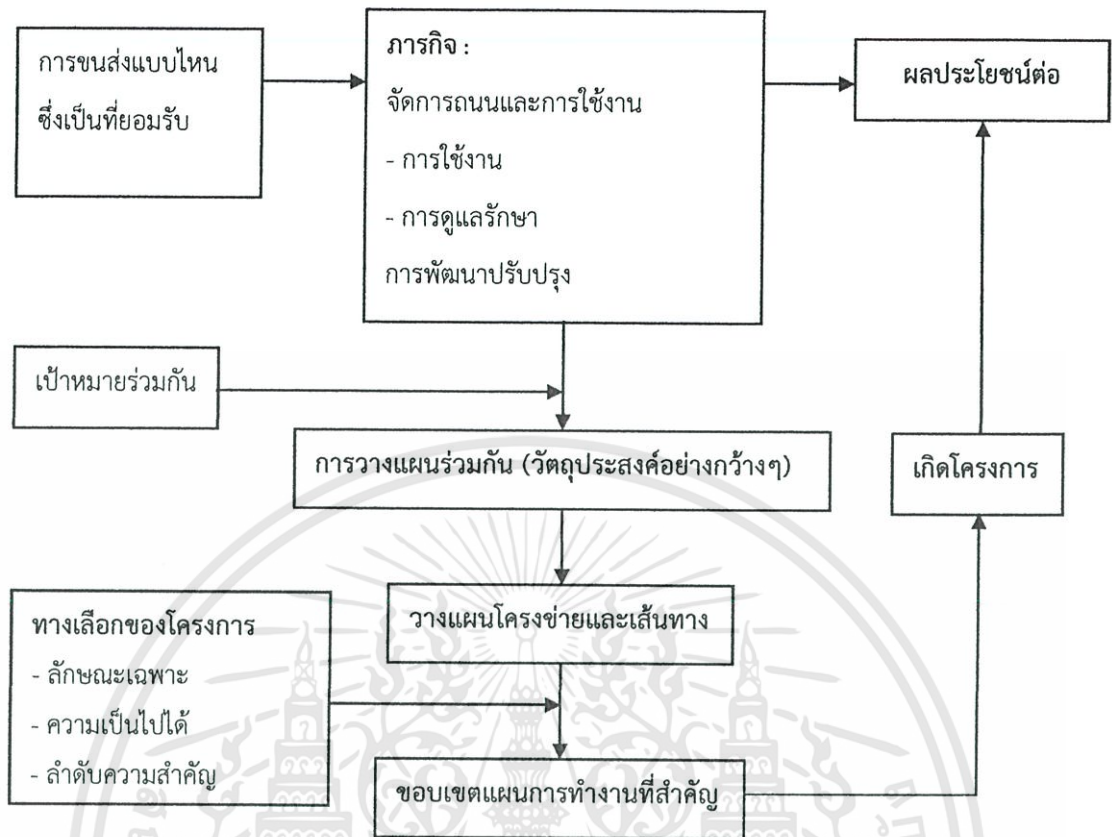 การขนส่งแบบไหน
ซึ่งเป็นที่ยอมรับ
ภารกิจ :
จัดการถนนและการใช้งาน
- การใช้งาน
- การดูแลรักษา
การพัฒนาปรับปรุง
ผลประโยชน์ต่อ
เป้าหมายร่วมกัน
การวางแผนร่วมกัน (วัตถุประสงค์อย่างกว้างๆ)
เกิดโครงการ
วางแผนโครงข่ายและเส้นทาง
ทางเลือกของโครงการ
- ลักษณะเฉพาะ
- ความเป็นไปได้
- ลำดับความสำคัญ
ขอบเขตแผนการทำงานที่สำคัญ